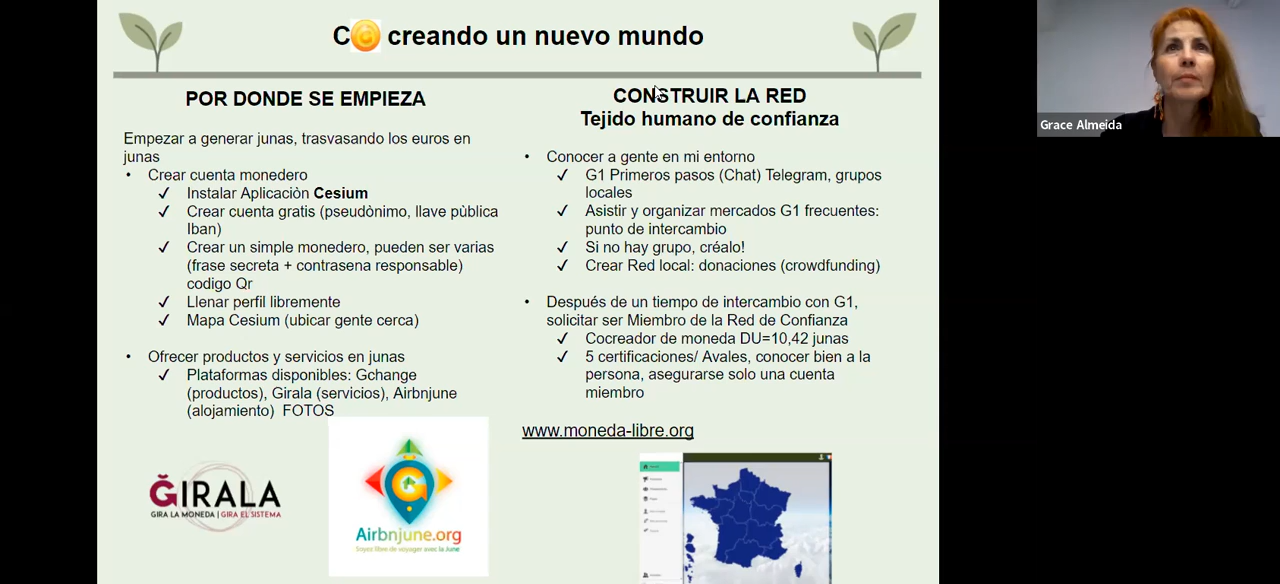 C creando un nuevo mundo
POR DONDE SE EMPIEZA
Empezar a generar junas, trasvasando los euros en
junas
• Crear cuenta monedero
✓ Instalar Aplicaciòn Cesium
✓ Crear cuenta gratis (pseudònimo, llave pùblica
Iban)
✓ Crear un simple monedero, pueden ser varias
(frase secreta + contrasena responsable)
codigo Qr
✓ Llenar perfil libremente
✓ Mapa Cesium (ubicar gente cerca)
• Ofrecer productos y servicios en junas
✓ Plataformas disponibles: Gchange
(productos), Girala (servicios), Airbnjune
(alojamiento) FOTOS
ĞIRALA
GIRA LA MONEDA | GIRA EL SISTEMA
Airbnjune.org
Soyez libre de voyager avec la June
CONSTRUIR LA RED
Tejido humano de confianza
• Conocer a gente en mi entorno
✓ G1 Primeros pasos (Chat) Telegram, grupos
locales
✓ Asistir y organizar mercados G1 frecuentes:
punto de intercambio
✓ Si no hay grupo, créalo!
✓ Crear Red local: donaciones (crowdfunding)
• Después de un tiempo de intercambio con G1,
solicitar ser Miembro de la Red de Confianza
✓ Cocreador de moneda DU=10,42 junas
✓ 5 certificaciones/ Avales, conocer bien a la
persona, asegurarse solo una cuenta
miembro
www.moneda-libre.org
Grace Almeida